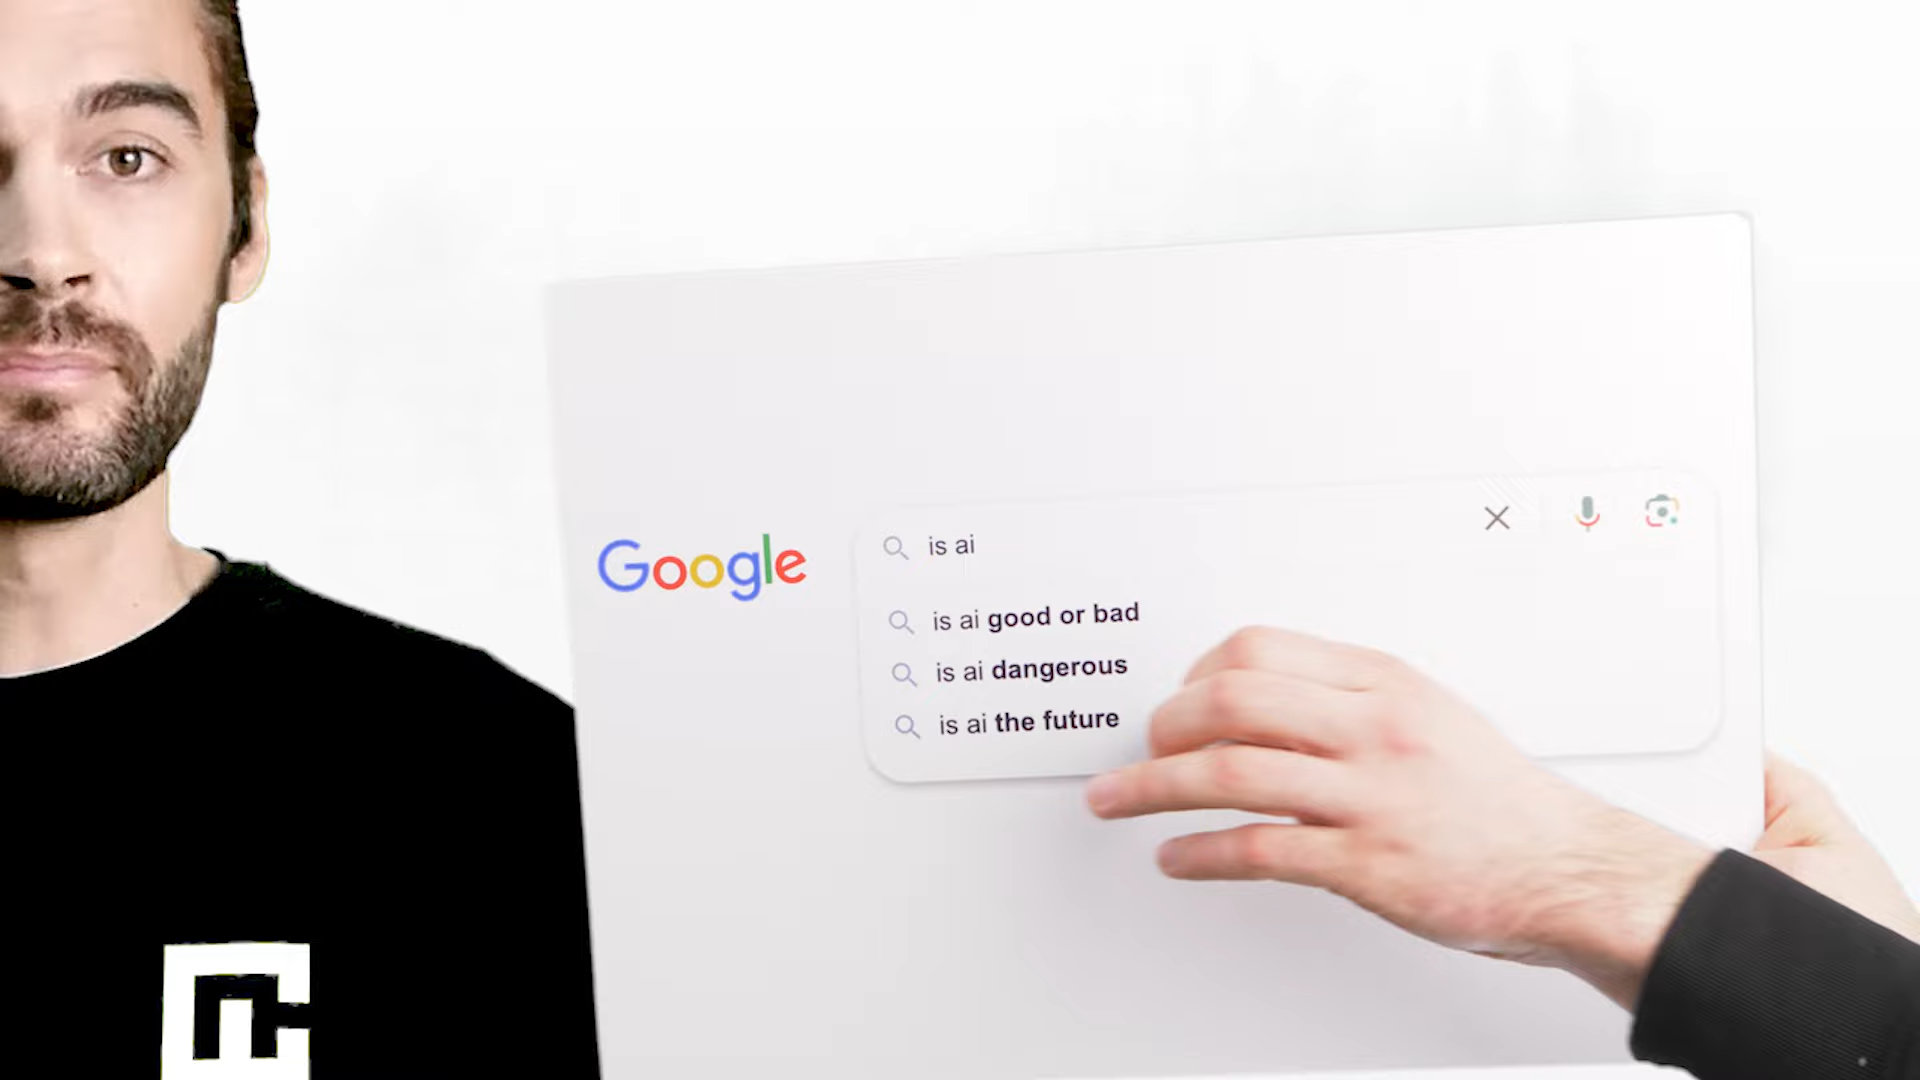 Google
is ai
is ai good or bad
is ai dangerous
is ai the future